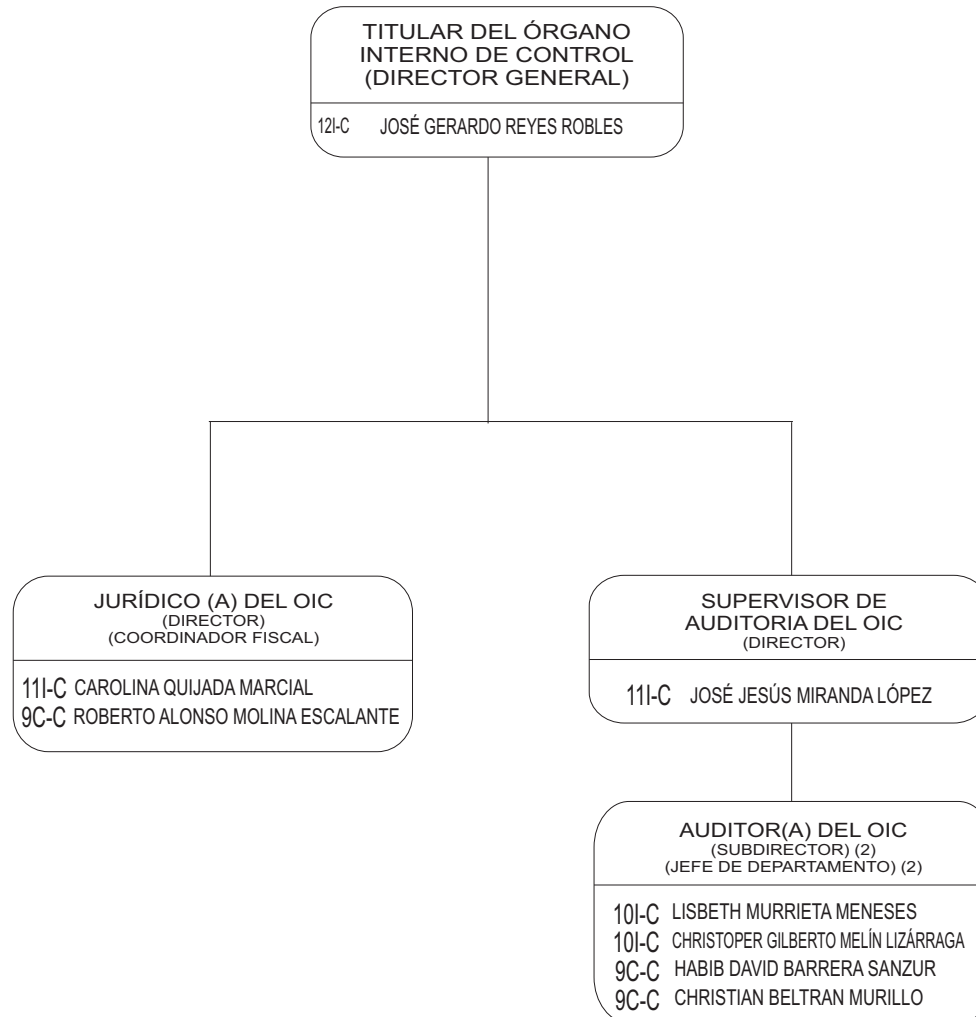 TITULAR DEL ÓRGANO
INTERNO DE CONTROL
(DIRECTOR GENERAL)
12I-C JOSÉ GERARDO REYES ROBLES
JURÍDICO (A) DEL OIC
(DIRECTOR)
(COORDINADOR FISCAL)
11I-C CAROLINA QUIJADA MARCIAL
9C-C ROBERTO ALONSO MOLINA ESCALANTE
SUPERVISOR DE
AUDITORIA DEL OIC
(DIRECTOR)
11I-C JOSÉ JESÚS MIRANDA LÓPEZ
AUDITOR(A) DEL OIC
(SUBDIRECTOR) (2)
(JEFE DE DEPARTAMENTO) (2)
10I-C LISBETH MURRIETA MENESES
10I-C CHRISTOPER GILBERTO MELÍN LIZÁRRAGA
9C-C HABIB DAVID BARRERA SANZUR
9C-C CHRISTIAN BELTRAN MURILLO